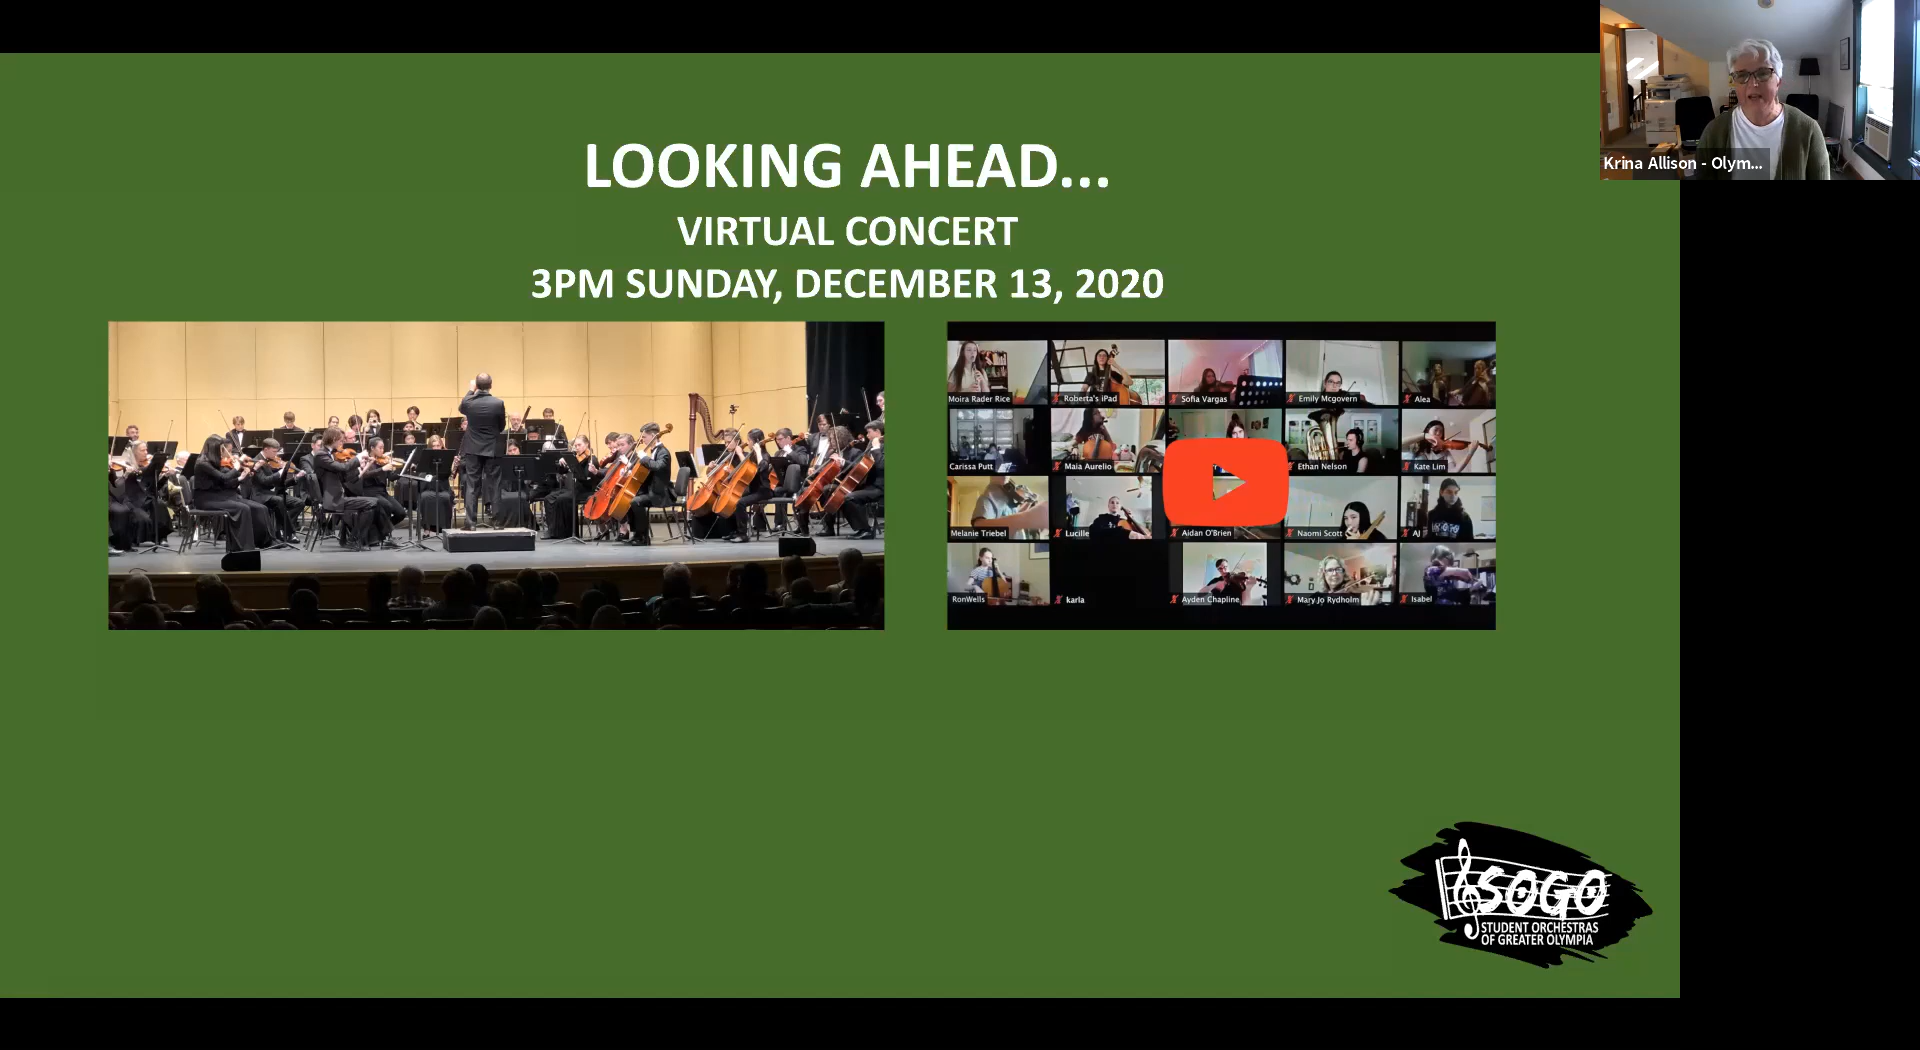 Krina Allison - Olym...
LOOKING AHEAD...
VIRTUAL CONCERT
3PM SUNDAY, DECEMBER 13, 2020
Moira Rader Rice
Roberta's iPad
Sofia Vargas
Emily Mcgovern
Alea
Carissa Putt
Maia Aurelio
Ethan Nelson
Kate Lim
Melanie Triebel
Lucille
Aidan O'Brien
Naomi Scott
AJ
RonWells
karla
Ayden Chapline
Mary Jo Rydholm
Isabel
SOGO
STUDENT ORCHESTRAS
OF GREATER OLYMPIA